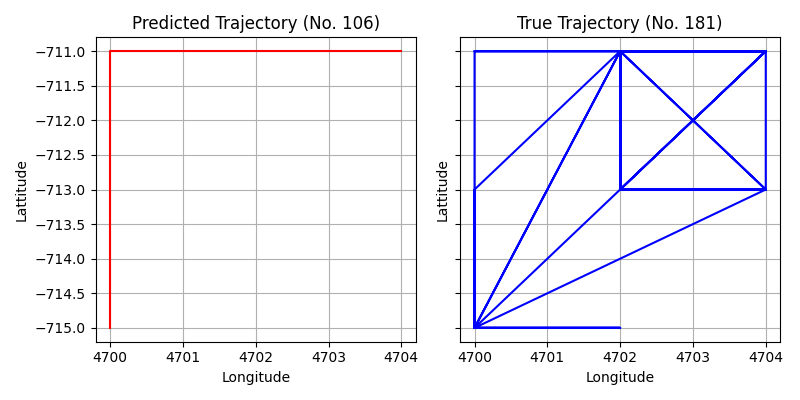 Predicted Trajectory (No. 106)
−711.0
−711.5
−712.0
−712.5
−713.0
−713.5
−714.0
−714.5
−715.0
Lattitude
4700 4701 4702 4703 4704
Longitude
True Trajectory (No. 181)
Lattitude
4700 4701 4702 4703 4704
Longitude